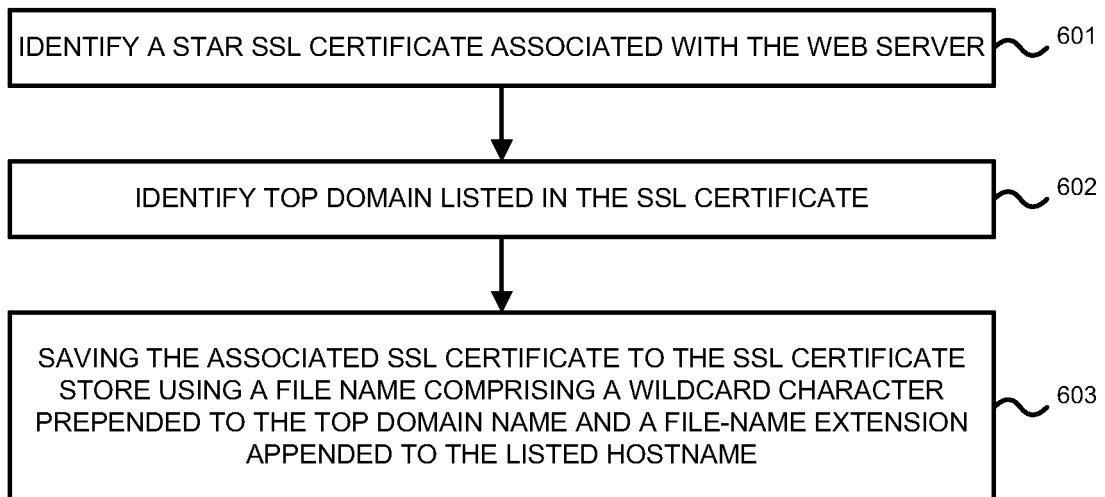 IDENTIFY A STAR SSL CERTIFICATE ASSOCIATED WITH THE WEB SERVER
601
IDENTIFY TOP DOMAIN LISTED IN THE SSL CERTIFICATE
602
SAVING THE ASSOCIATED SSL CERTIFICATE TO THE SSL CERTIFICATE
STORE USING A FILE NAME COMPRISING A WILDCARD CHARACTER
PREPENDED TO THE TOP DOMAIN NAME AND A FILE-NAME EXTENSION
APPENDED TO THE LISTED HOSTNAME
603